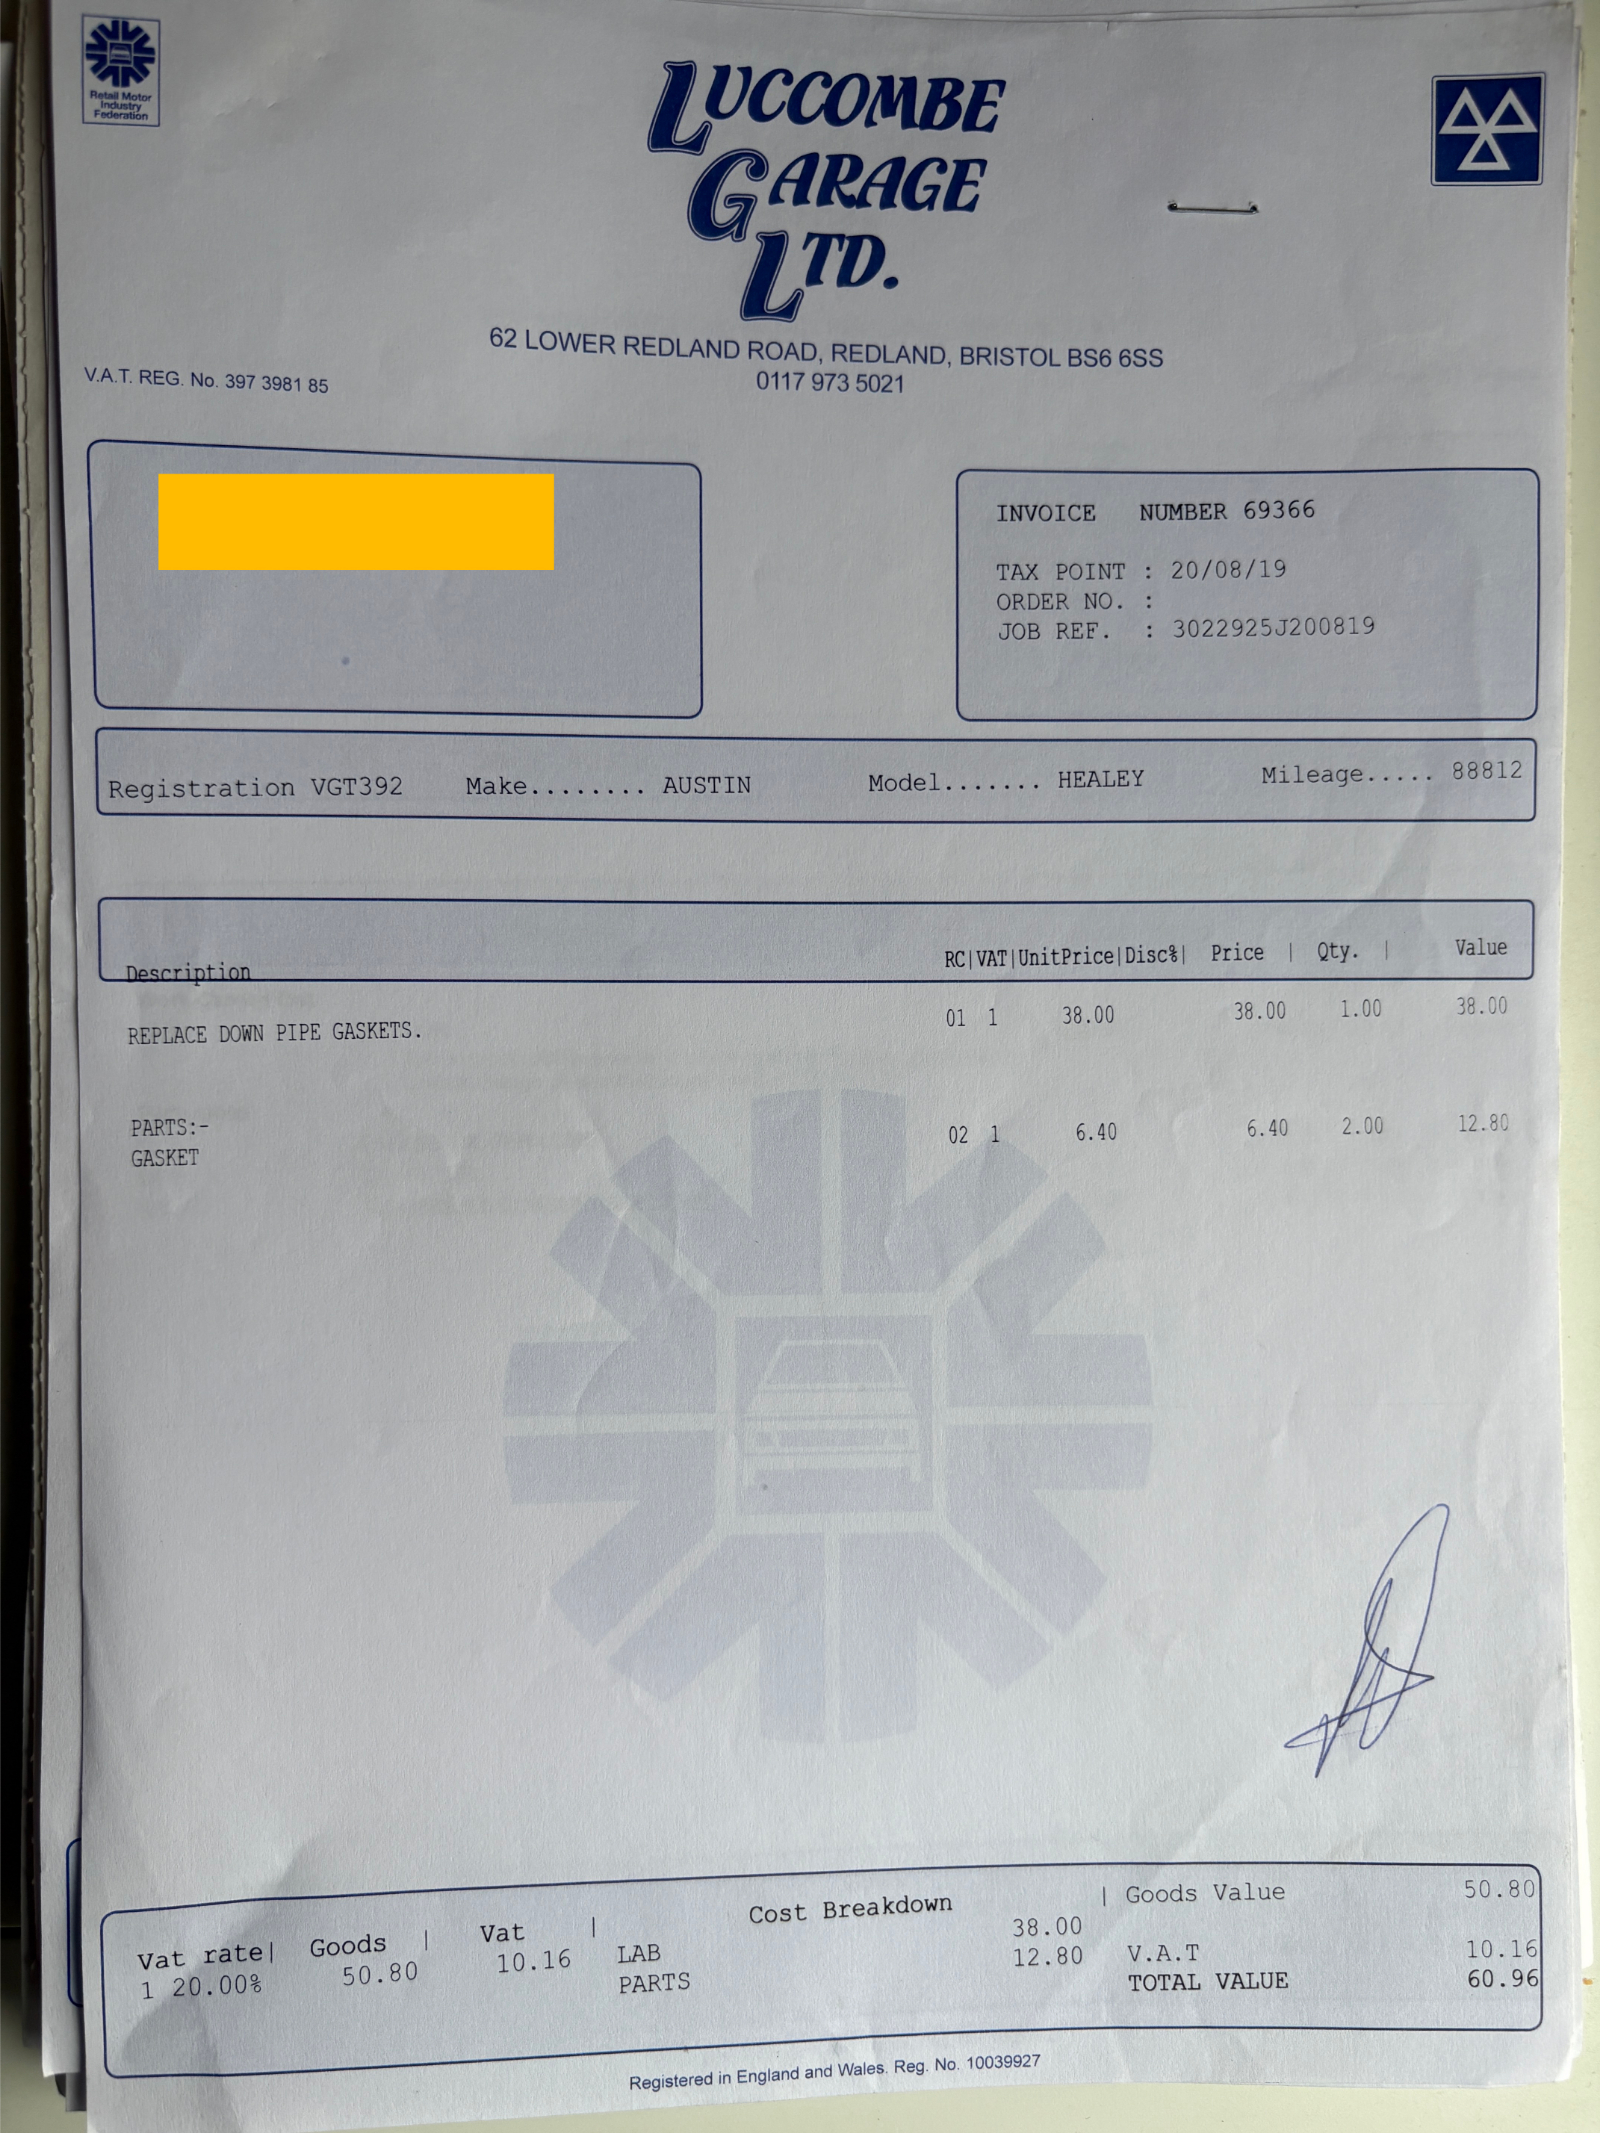 Retail Motor
Industry
Federation
LUCCOMBE
GARAGE
LTD.
62 LOWER REDLAND ROAD, REDLAND, BRISTOL BS6 6SS
0117 973 5021
V.A.T. REG. No. 397 3981 85
INVOICE NUMBER 69366
TAX POINT : 20/08/19
ORDER NO. :
JOB REF. : 3022925J200819
Registration VGT392 Make........ AUSTIN Model....... HEALEY Mileage..... 88812
Description RC|VAT|UnitPrice|Disc%| Price | Qty. | Value
REPLACE DOWN PIPE GASKETS. 01 1 38.00 38.00 1.00 38.00
PARTS:-
GASKET 02 1 6.40 6.40 2.00 12.80
Vat rate| Goods | Vat | Cost Breakdown | Goods Value 50.80
1 20.00% 50.80 10.16 LAB 38.00 V.A.T 10.16
PARTS 12.80 TOTAL VALUE 60.96
Registered in England and Wales. Reg. No. 10039927